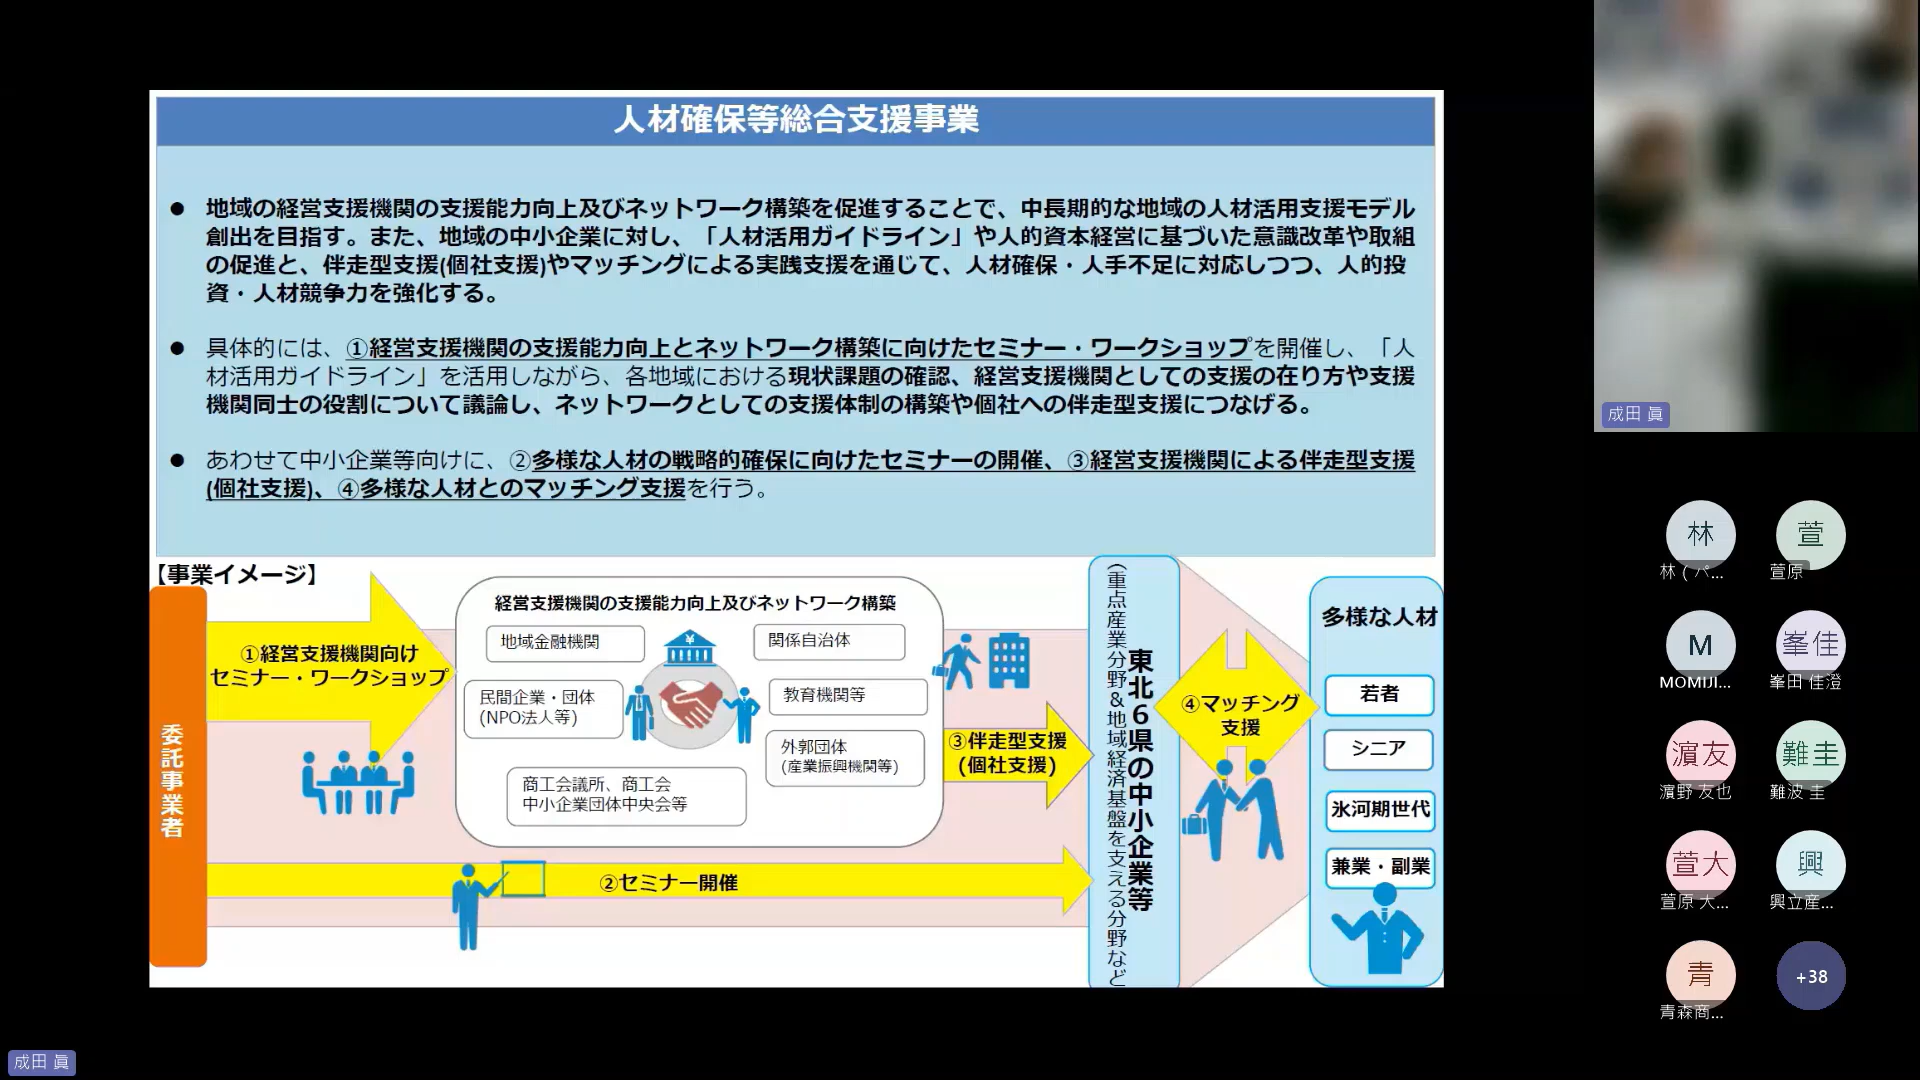 人材確保等総合支援事業
● 地域の経営支援機関の支援能力向上及びネットワーク構築を促進することで、中長期的な地域の人材活用支援モデル
創出を目指す。また、地域の中小企業に対し、「人材活用ガイドライン」や人的資本経営に基づいた意識改革や取組
の促進と、伴走型支援(個社支援)やマッチングによる実践支援を通じて、人材確保・人手不足に対応しつつ、人的投
資・人材競争力を強化する。
● 具体的には、①経営支援機関の支援能力向上とネットワーク構築に向けたセミナー・ワークショップを開催し、「人
材活用ガイドライン」を活用しながら、各地域における現状課題の確認、経営支援機関としての支援の在り方や支援
機関同士の役割について議論し、ネットワークとしての支援体制の構築や個社への伴走型支援につなげる。
● あわせて中小企業等向けに、②多様な人材の戦略的確保に向けたセミナーの開催、③経営支援機関による伴走型支援
(個社支援)、④多様な人材とのマッチング支援を行う。
【事業イメージ】
委託事業者
①経営支援機関向け
セミナー・ワークショップ
経営支援機関の支援能力向上及びネットワーク構築
地域金融機関
¥
関係自治体
民間企業・団体
(NPO法人等)
教育機関等
外郭団体
(産業振興機関等)
商工会議所、商工会
中小企業団体中央会等
②セミナー開催
③伴走型支援
(個社支援)
東北6県の中小企業等
(重点産業分野&地域経済基盤を支える分野など
④マッチング
支援
多様な人材
若者
シニア
氷河期世代
兼業・副業
成田 眞
林
林（パ...
萱
萱原
M
MOMIJI...
峯佳
峯田 佳澄
濵友
濵野 友也
難圭
難波 圭
萱大
萱原 大...
興
興立産...
青
青森商...
+38
成田 眞